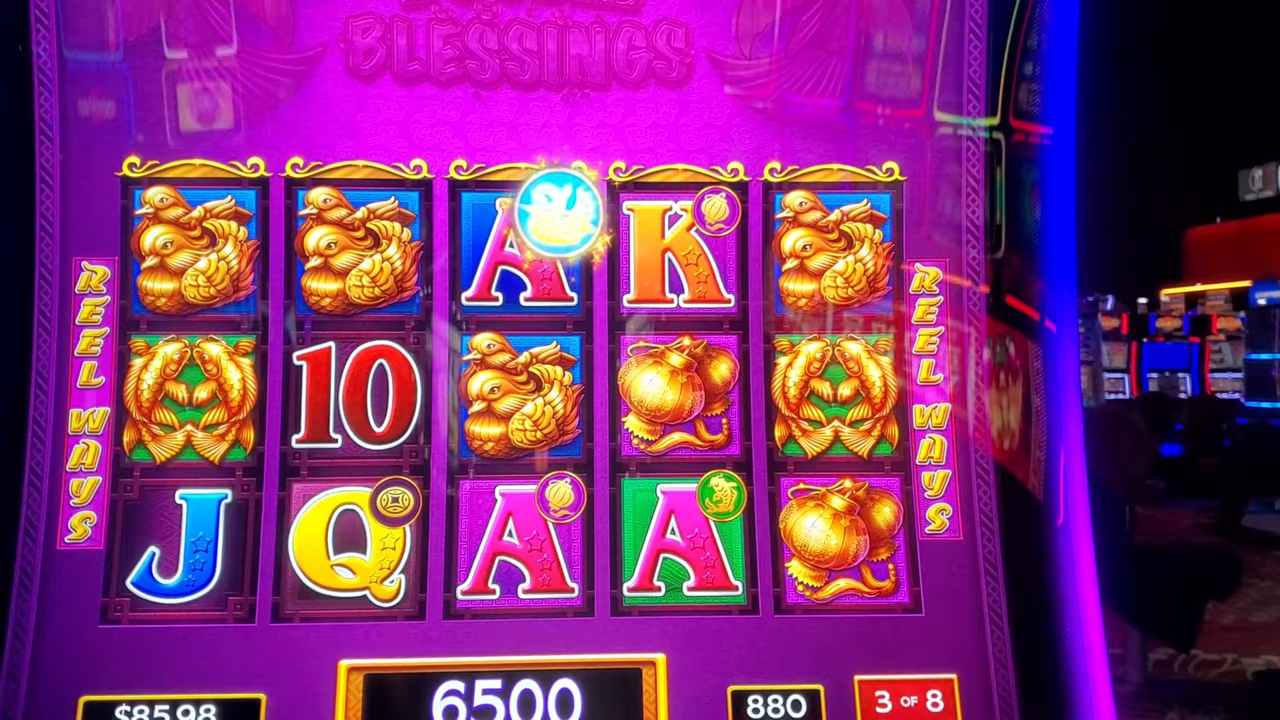 BLESSINGS
A K
REEL WAYS
10
REEL WAYS
J Q A A
$85.98
6500
880
3 OF 8